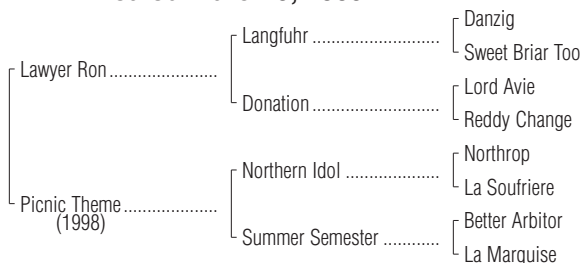 Danzig
Langfuhr ..............................
Sweet Briar Too
Lawyer Ron .........................
Lord Avie
Donation ..............................
Reddy Change
Northrop
Northern Idol ......................
La Soufriere
Picnic Theme......................
(1998)
Better Arbitor
Summer Semester .............
La Marquise